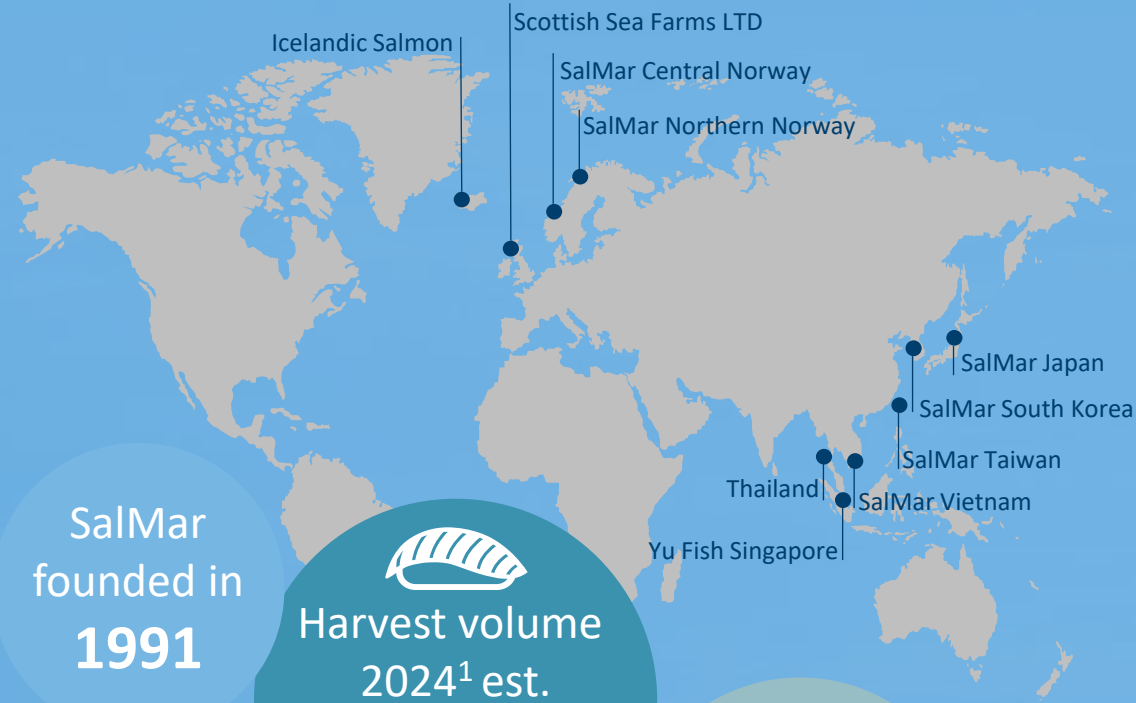 Scottish Sea Farms LTD
Icelandic Salmon
SalMar Central Norway
SalMar Northern Norway
SalMar Japan
SalMar South Korea
SalMar Taiwan
Thailand
SalMar Vietnam
Yu Fish Singapore
SalMar
founded in
1991
Harvest volume
2024¹ est.